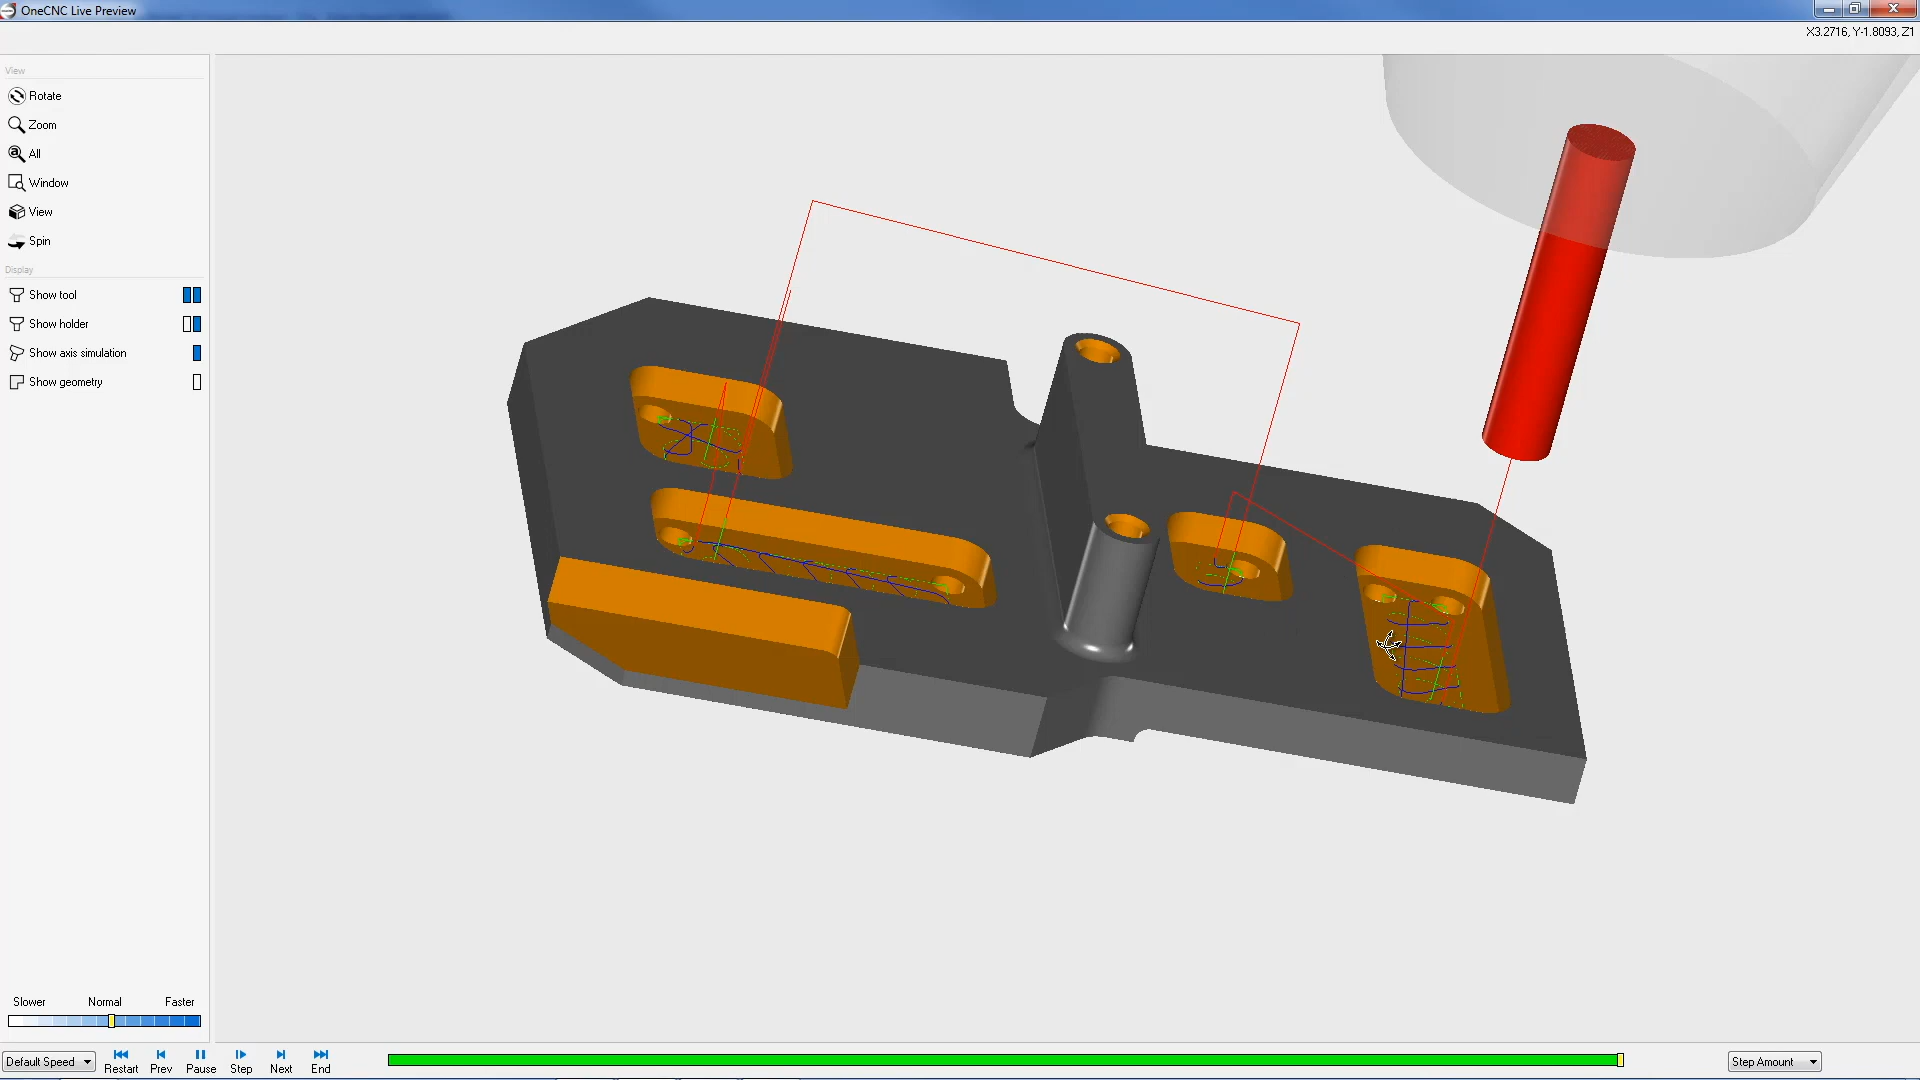 OneCNC Live Preview
X3.2716, Y-1.8093, Z1
View
Rotate
Zoom
All
Window
View
Spin
Display
Show tool
Show holder
Show axis simulation
Show geometry
Slower Normal Faster
Default Speed
Restart
Prev
Pause
Step
Next
End
Step Amount